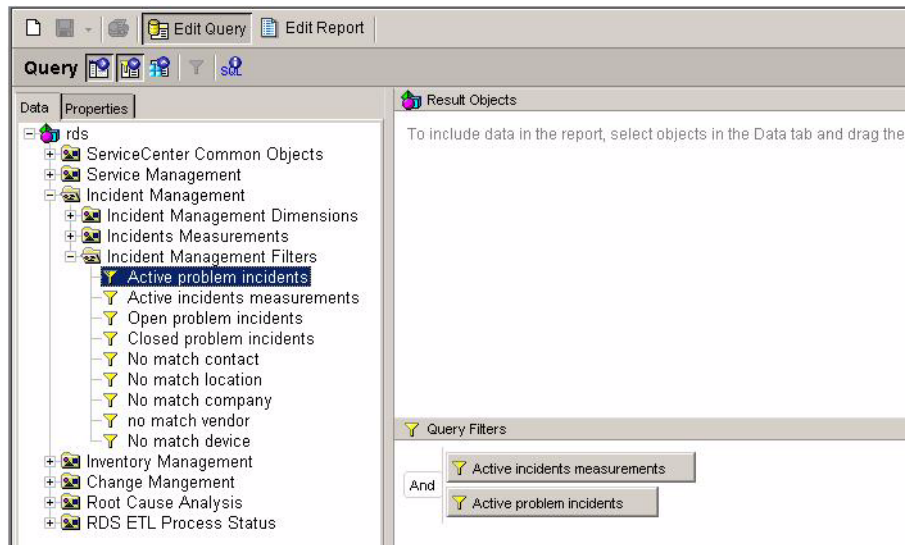 Edit Query Edit Report
Query SQL
Data Properties
rds
ServiceCenter Common Objects
Service Management
Incident Management
Incident Management Dimensions
Incidents Measurements
Incident Management Filters
Active problem incidents
Active incidents measurements
Open problem incidents
Closed problem incidents
No match contact
No match location
No match company
no match vendor
No match device
Inventory Management
Change Mangement
Root Cause Analysis
RDS ETL Process Status
Result Objects
To include data in the report, select objects in the Data tab and drag the
Query Filters
Active incidents measurements
And
Active problem incidents